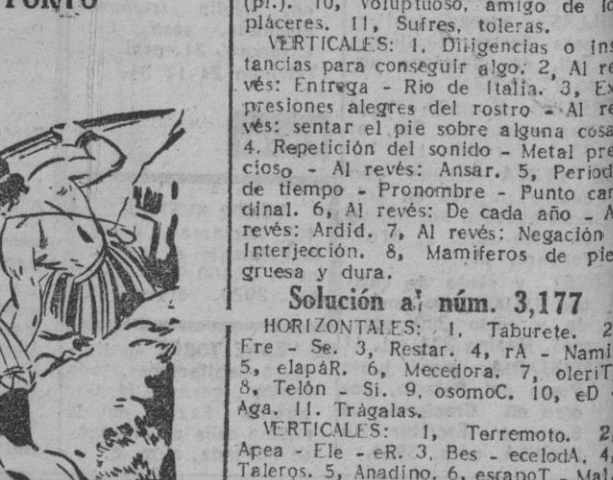 PORTO
(pl.). 10, Voluptuoso, amigo de lo
pláceres. 11, Sufres, toleras.
VERTICALES: 1, Diligencias o ins
tancias para conseguir algo. 2, Al re
vés: Entrega - Rio de Italia. 3, Ex
presiones alegres del rostro - Al re
vés: sentar el pie sobre alguna cosa
4. Repetición del sonido - Metal pre
cioso - Al revés: Ansar. 5, Period
de tiempo - Pronombre - Punto car
dinal. 6, Al revés: De cada año - A
revés: Ardid. 7, Al revés: Negación
Interjección. 8, Mamiferos de pie
gruesa y dura.
Solución al núm. 3,177
HORIZONTALES: 1, Taburete. 2
Ere - Se. 3, Restar. 4, rA - Nami
5, elapáR. 6, Mecedora. 7, oleriT
8, Telón - Si. 9, osomoC. 10, eD
Aga. 11. Trágalas.
VERTICALES: 1, Terremoto. 2,
Apea - Ele - eR. 3, Bes - ecelodA. 4,
Taleros. 5, Anadino. 6, esrapoT - Mal